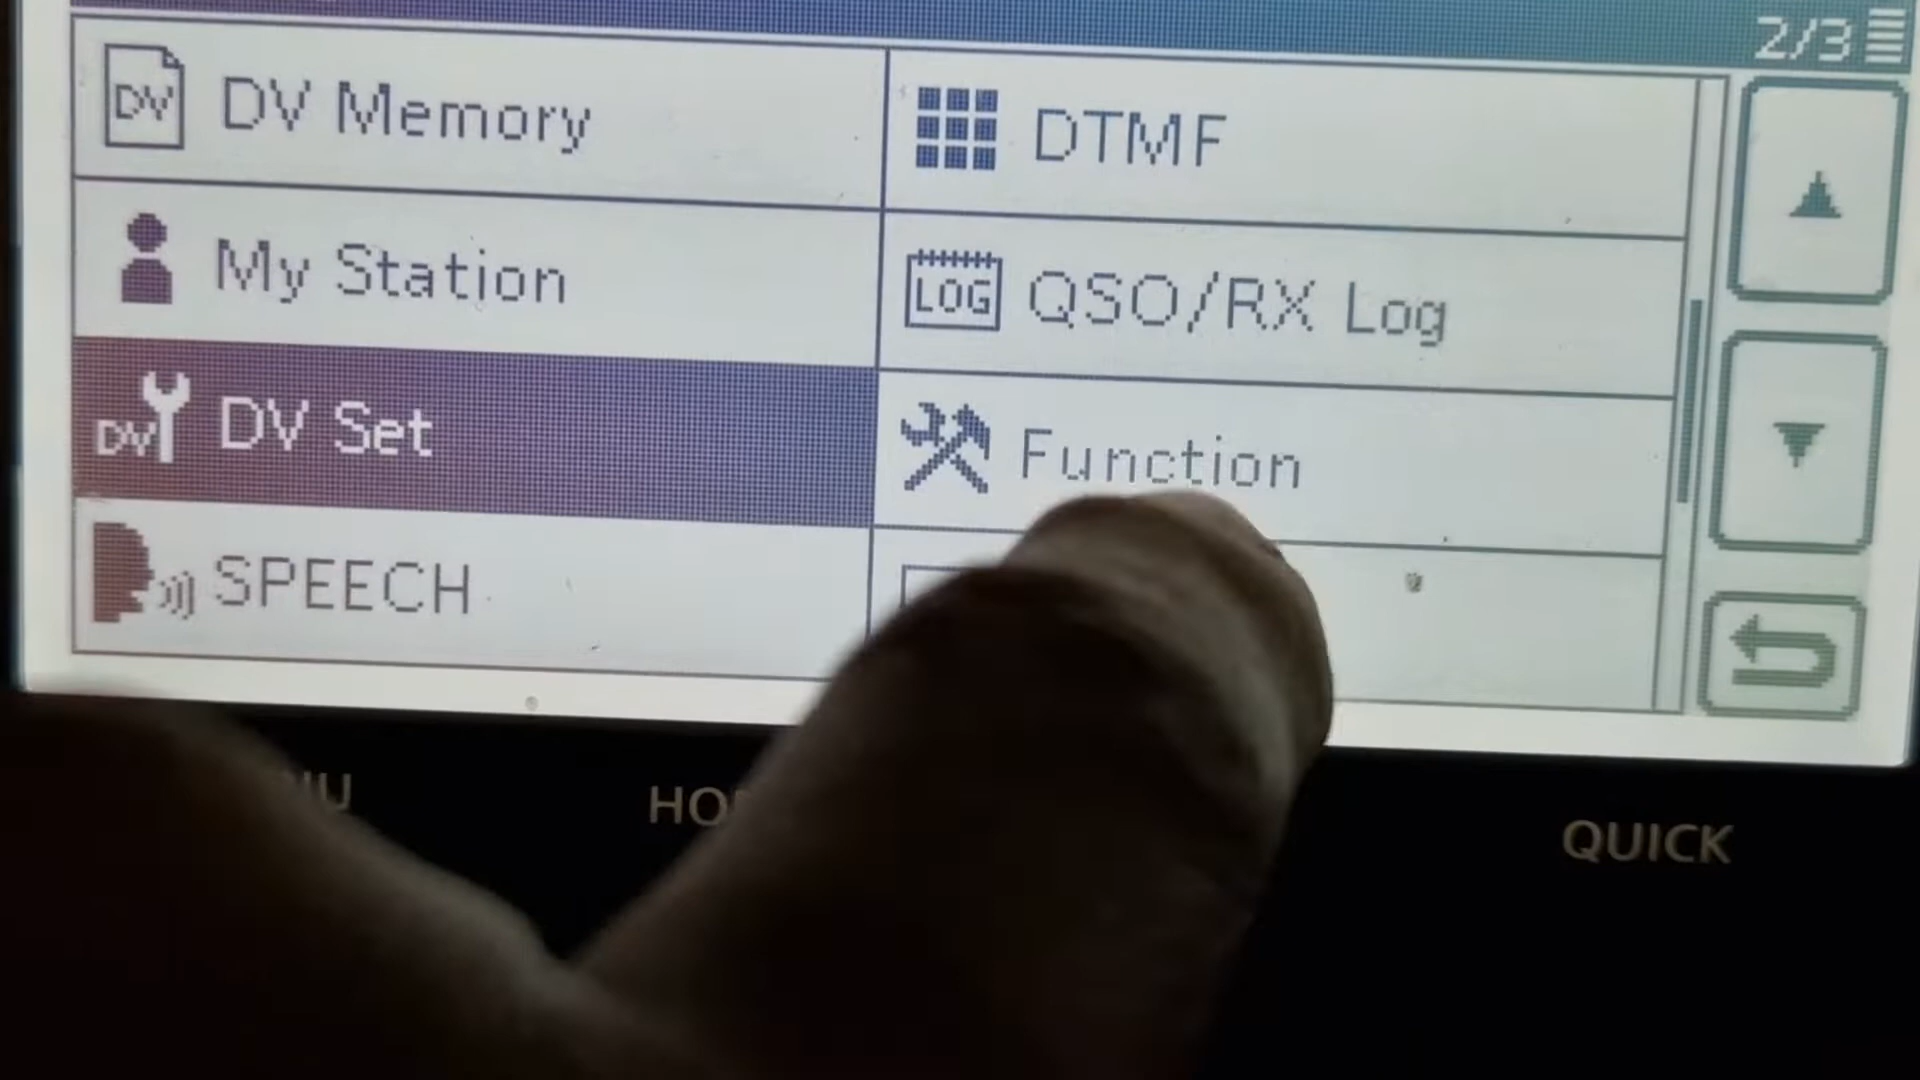 2/3
DV DV Memory
DTMF
My Station
LOG QSO/RX Log
DV DV Set
Function
SPEECH
QUICK